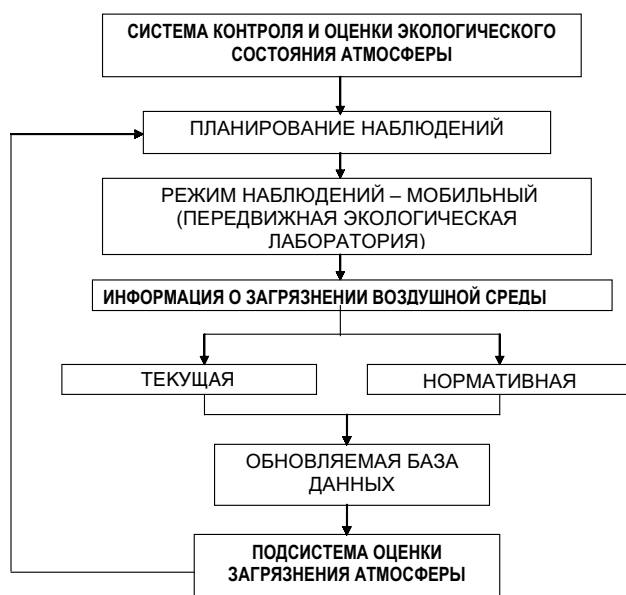 СИСТЕМА КОНТРОЛЯ И ОЦЕНКИ ЭКОЛОГИЧЕСКОГО
СОСТОЯНИЯ АТМОСФЕРЫ
ПЛАНИРОВАНИЕ НАБЛЮДЕНИЙ
РЕЖИМ НАБЛЮДЕНИЙ – МОБИЛЬНЫЙ
(ПЕРЕДВИЖНАЯ ЭКОЛОГИЧЕСКАЯ
ЛАБОРАТОРИЯ)
ИНФОРМАЦИЯ О ЗАГРЯЗНЕНИИ ВОЗДУШНОЙ СРЕДЫ
ТЕКУЩАЯ
НОРМАТИВНАЯ
ОБНОВЛЯЕМАЯ БАЗА
ДАННЫХ
ПОДСИСТЕМА ОЦЕНКИ
ЗАГРЯЗНЕНИЯ АТМОСФЕРЫ